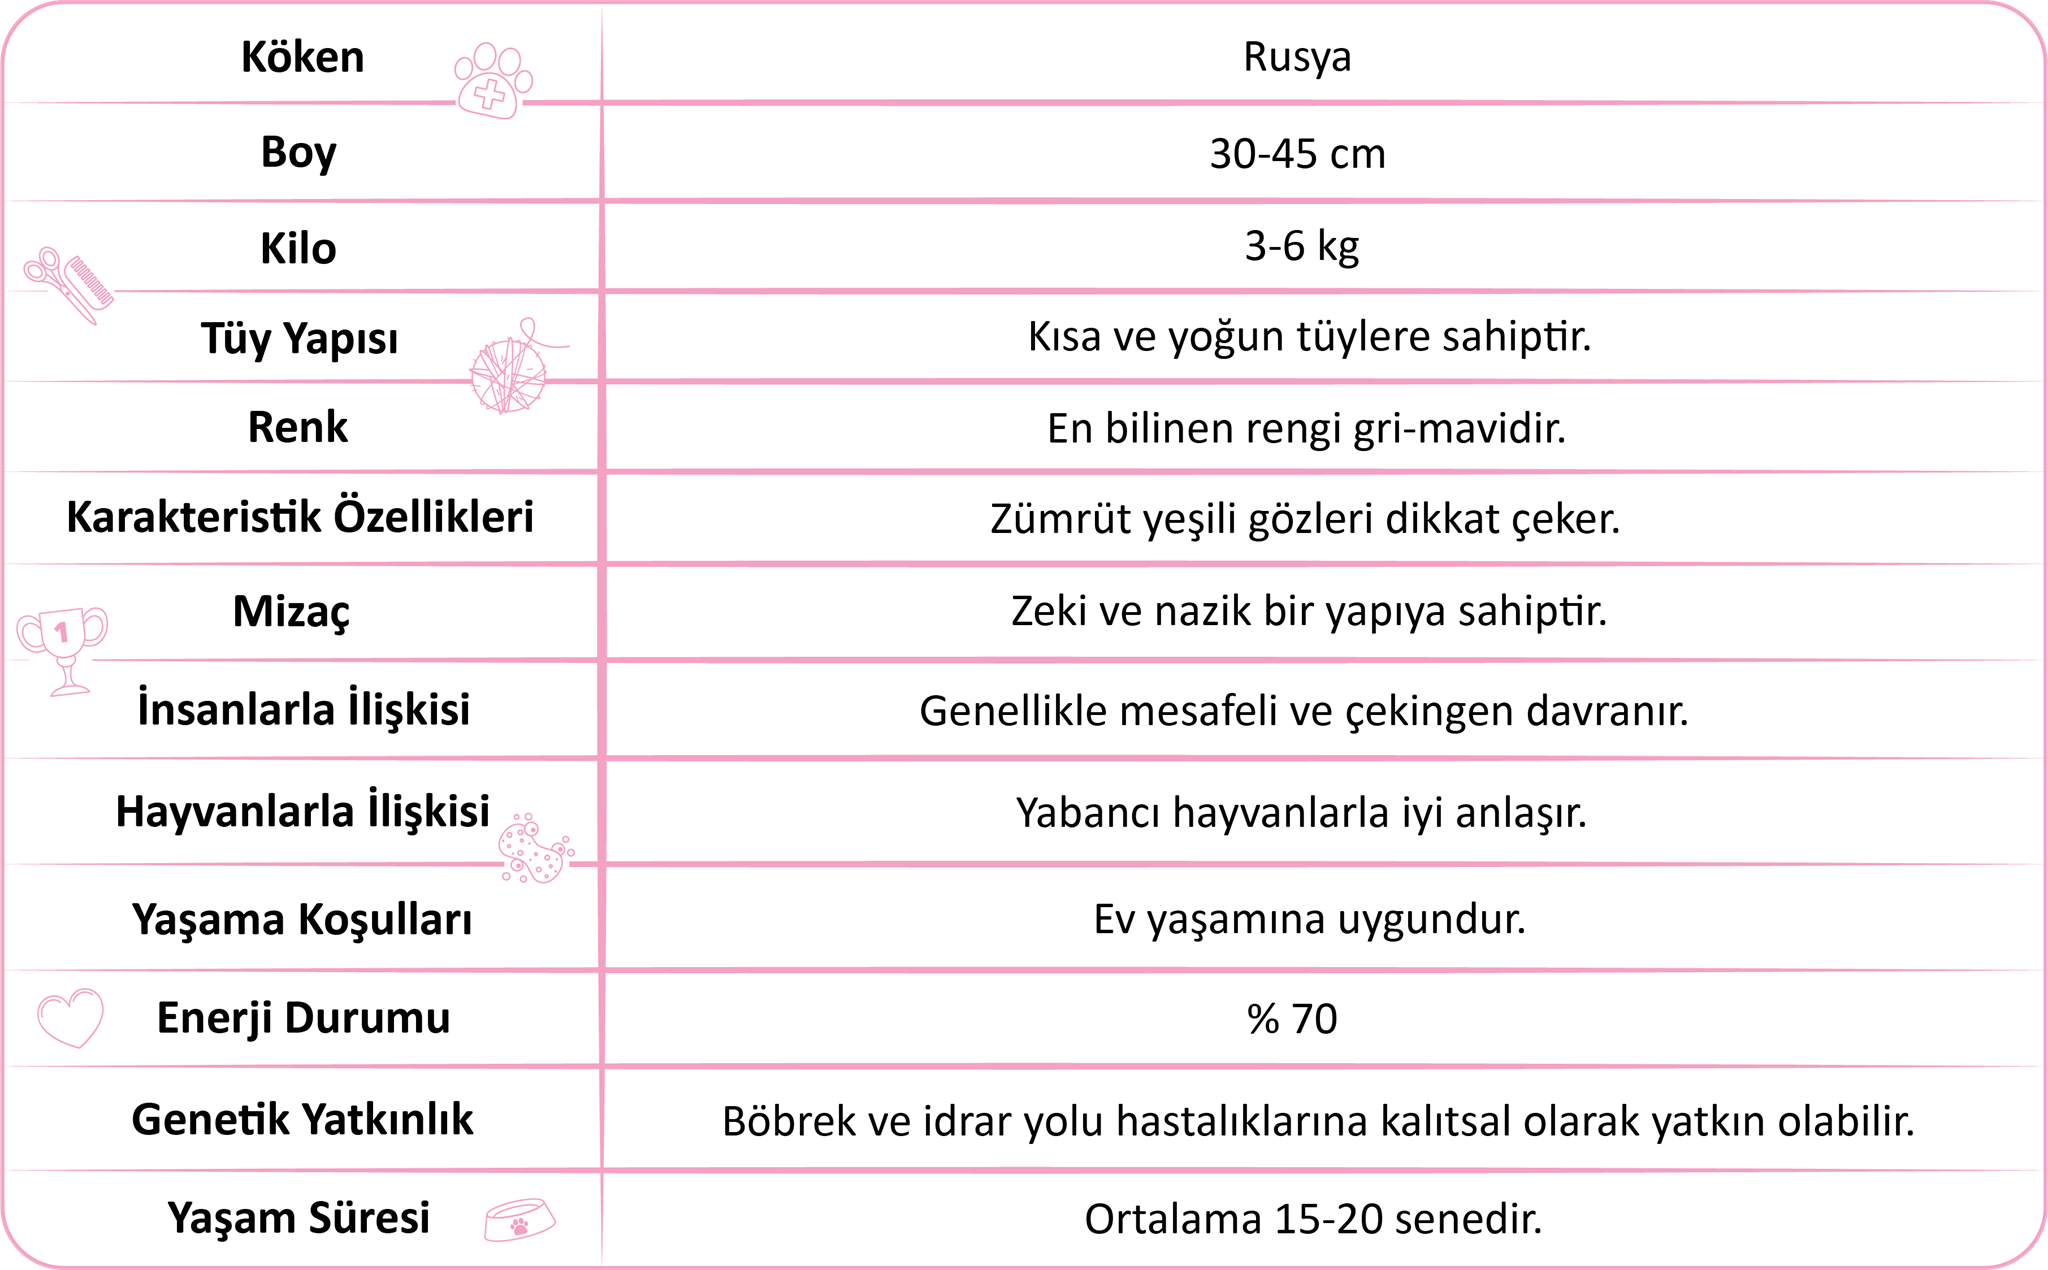 Köken
Rusya
Boy
30-45 cm
Kilo
3-6 kg
Tüy Yapısı
Kısa ve yoğun tüylere sahiptir.
Renk
En bilinen rengi gri-mavidir.
Karakteristik Özellikleri
Zümrüt yeşili gözleri dikkat çeker.
1
Mizaç
Zeki ve nazik bir yapıya sahiptir.
İnsanlarla İlişkisi
Genellikle mesafeli ve çekingen davranır.
Hayvanlarla İlişkisi
Yabancı hayvanlarla iyi anlaşır.
Yaşama Koşulları
Ev yaşamına uygundur.
Enerji Durumu
% 70
Genetik Yatkınlık
Böbrek ve idrar yolu hastalıklarına kalıtsal olarak yatkın olabilir.
Yaşam Süresi
Ortalama 15-20 senedir.